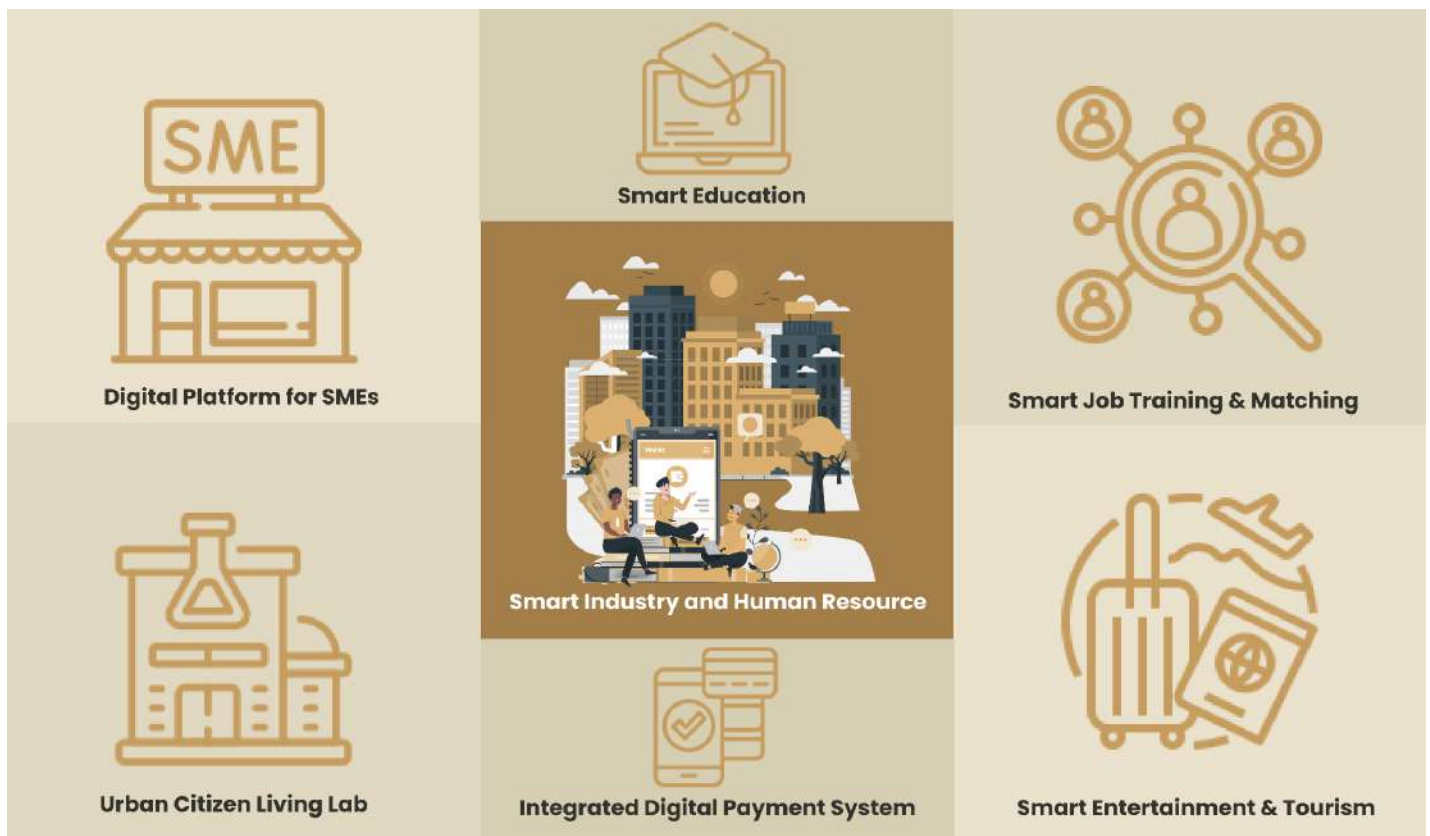 SME
Digital Platform for SMEs
Smart Education
Smart Job Training & Matching
Smart Industry and Human Resource
Urban Citizen Living Lab
Integrated Digital Payment System
Smart Entertainment & Tourism